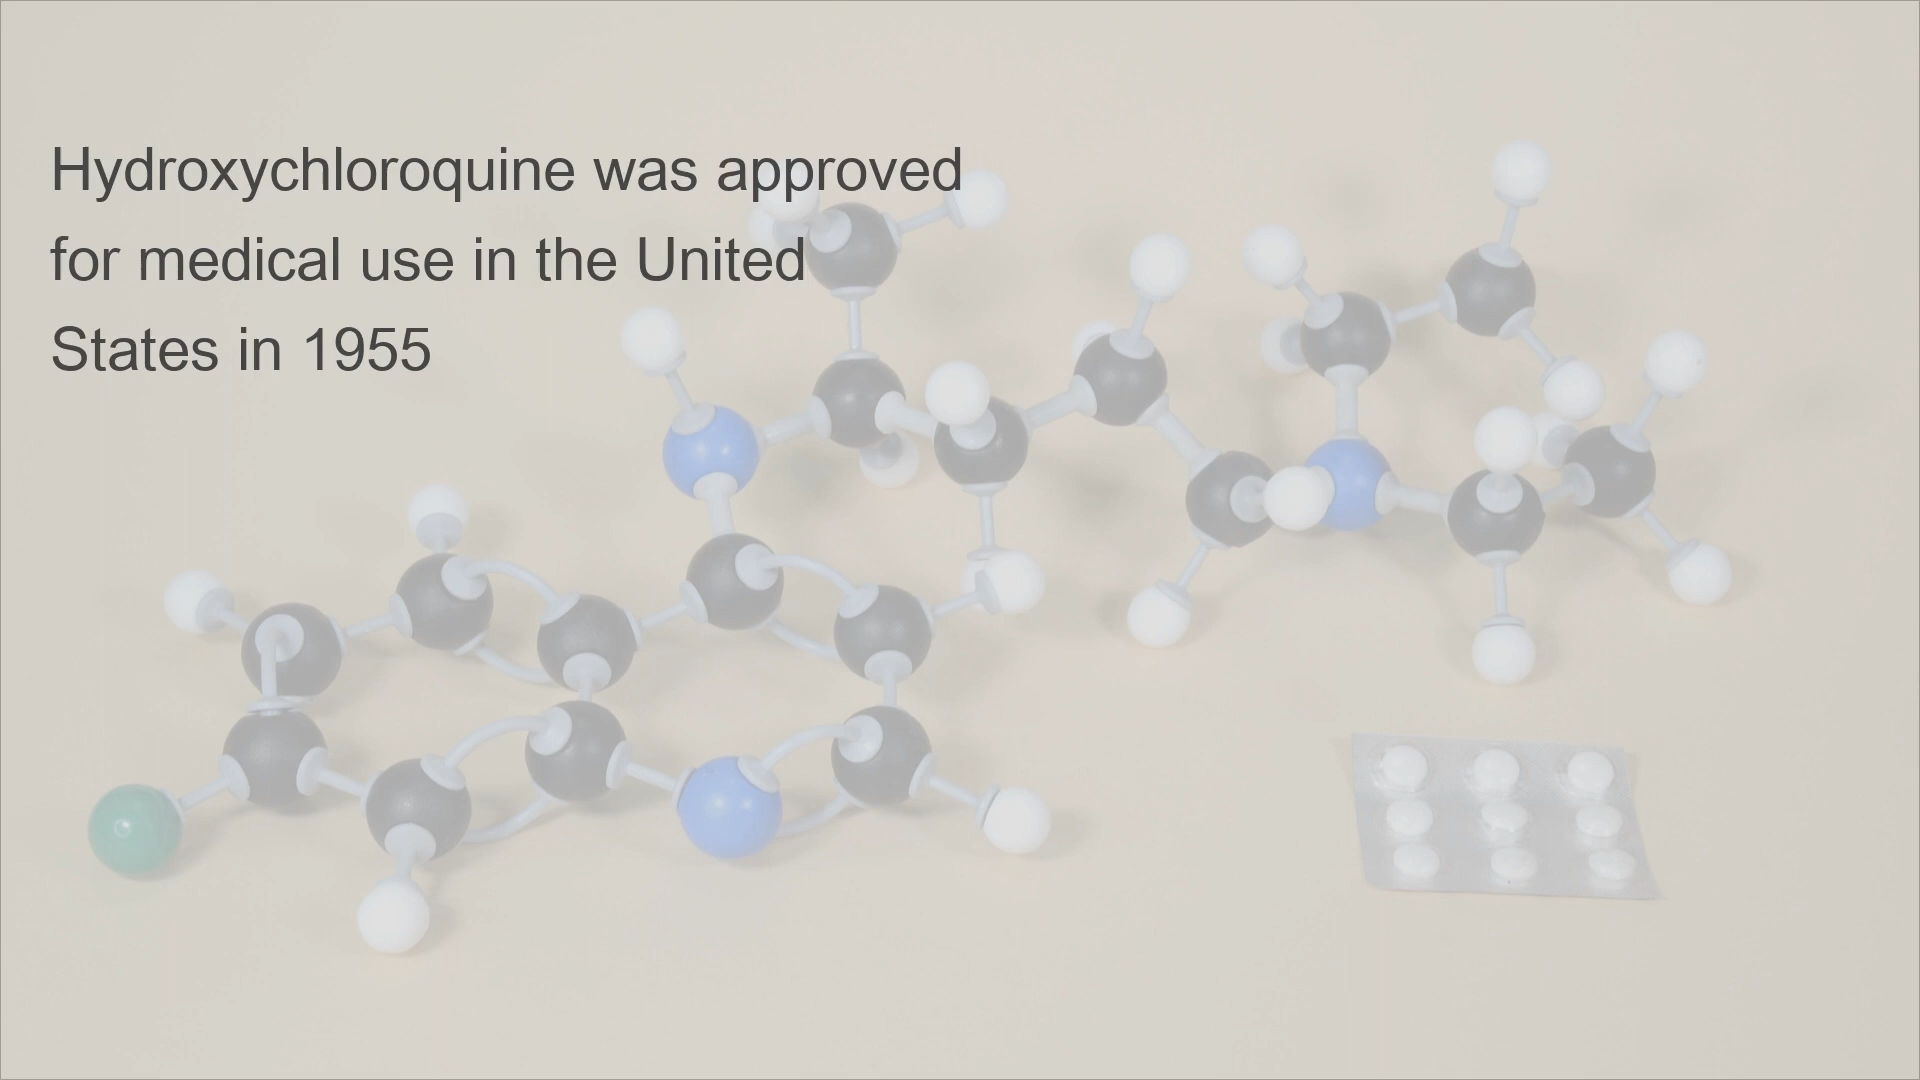 Hydroxychloroquine was approved
for medical use in the United
States in 1955